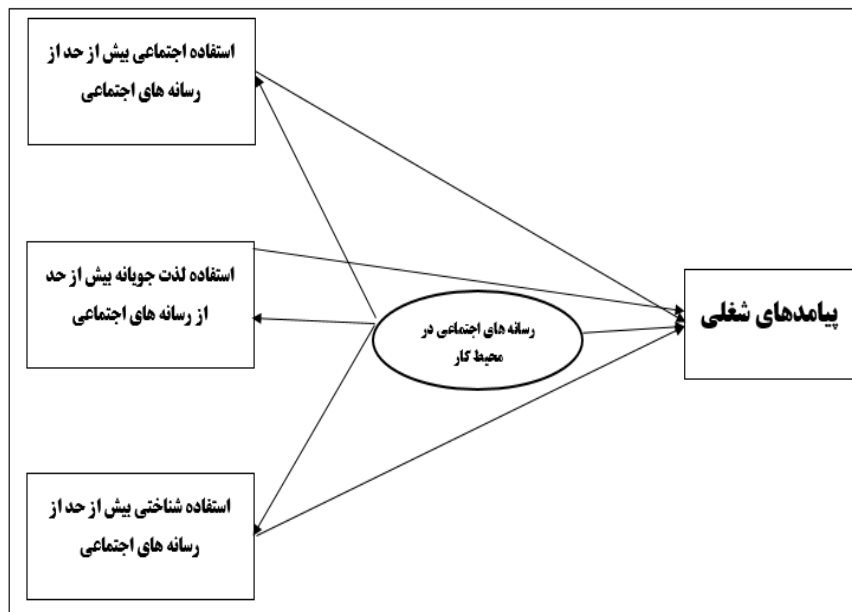 استفاده اجتماعی بیش از حد از
رسانه های اجتماعی
استفاده لذت جویانه بیش از حد
از رسانه های اجتماعی
پیامدهای شغلی
رسانه های اجتماعی در
محیط کار
استفاده شناختی بیش از حد از
رسانه های اجتماعی